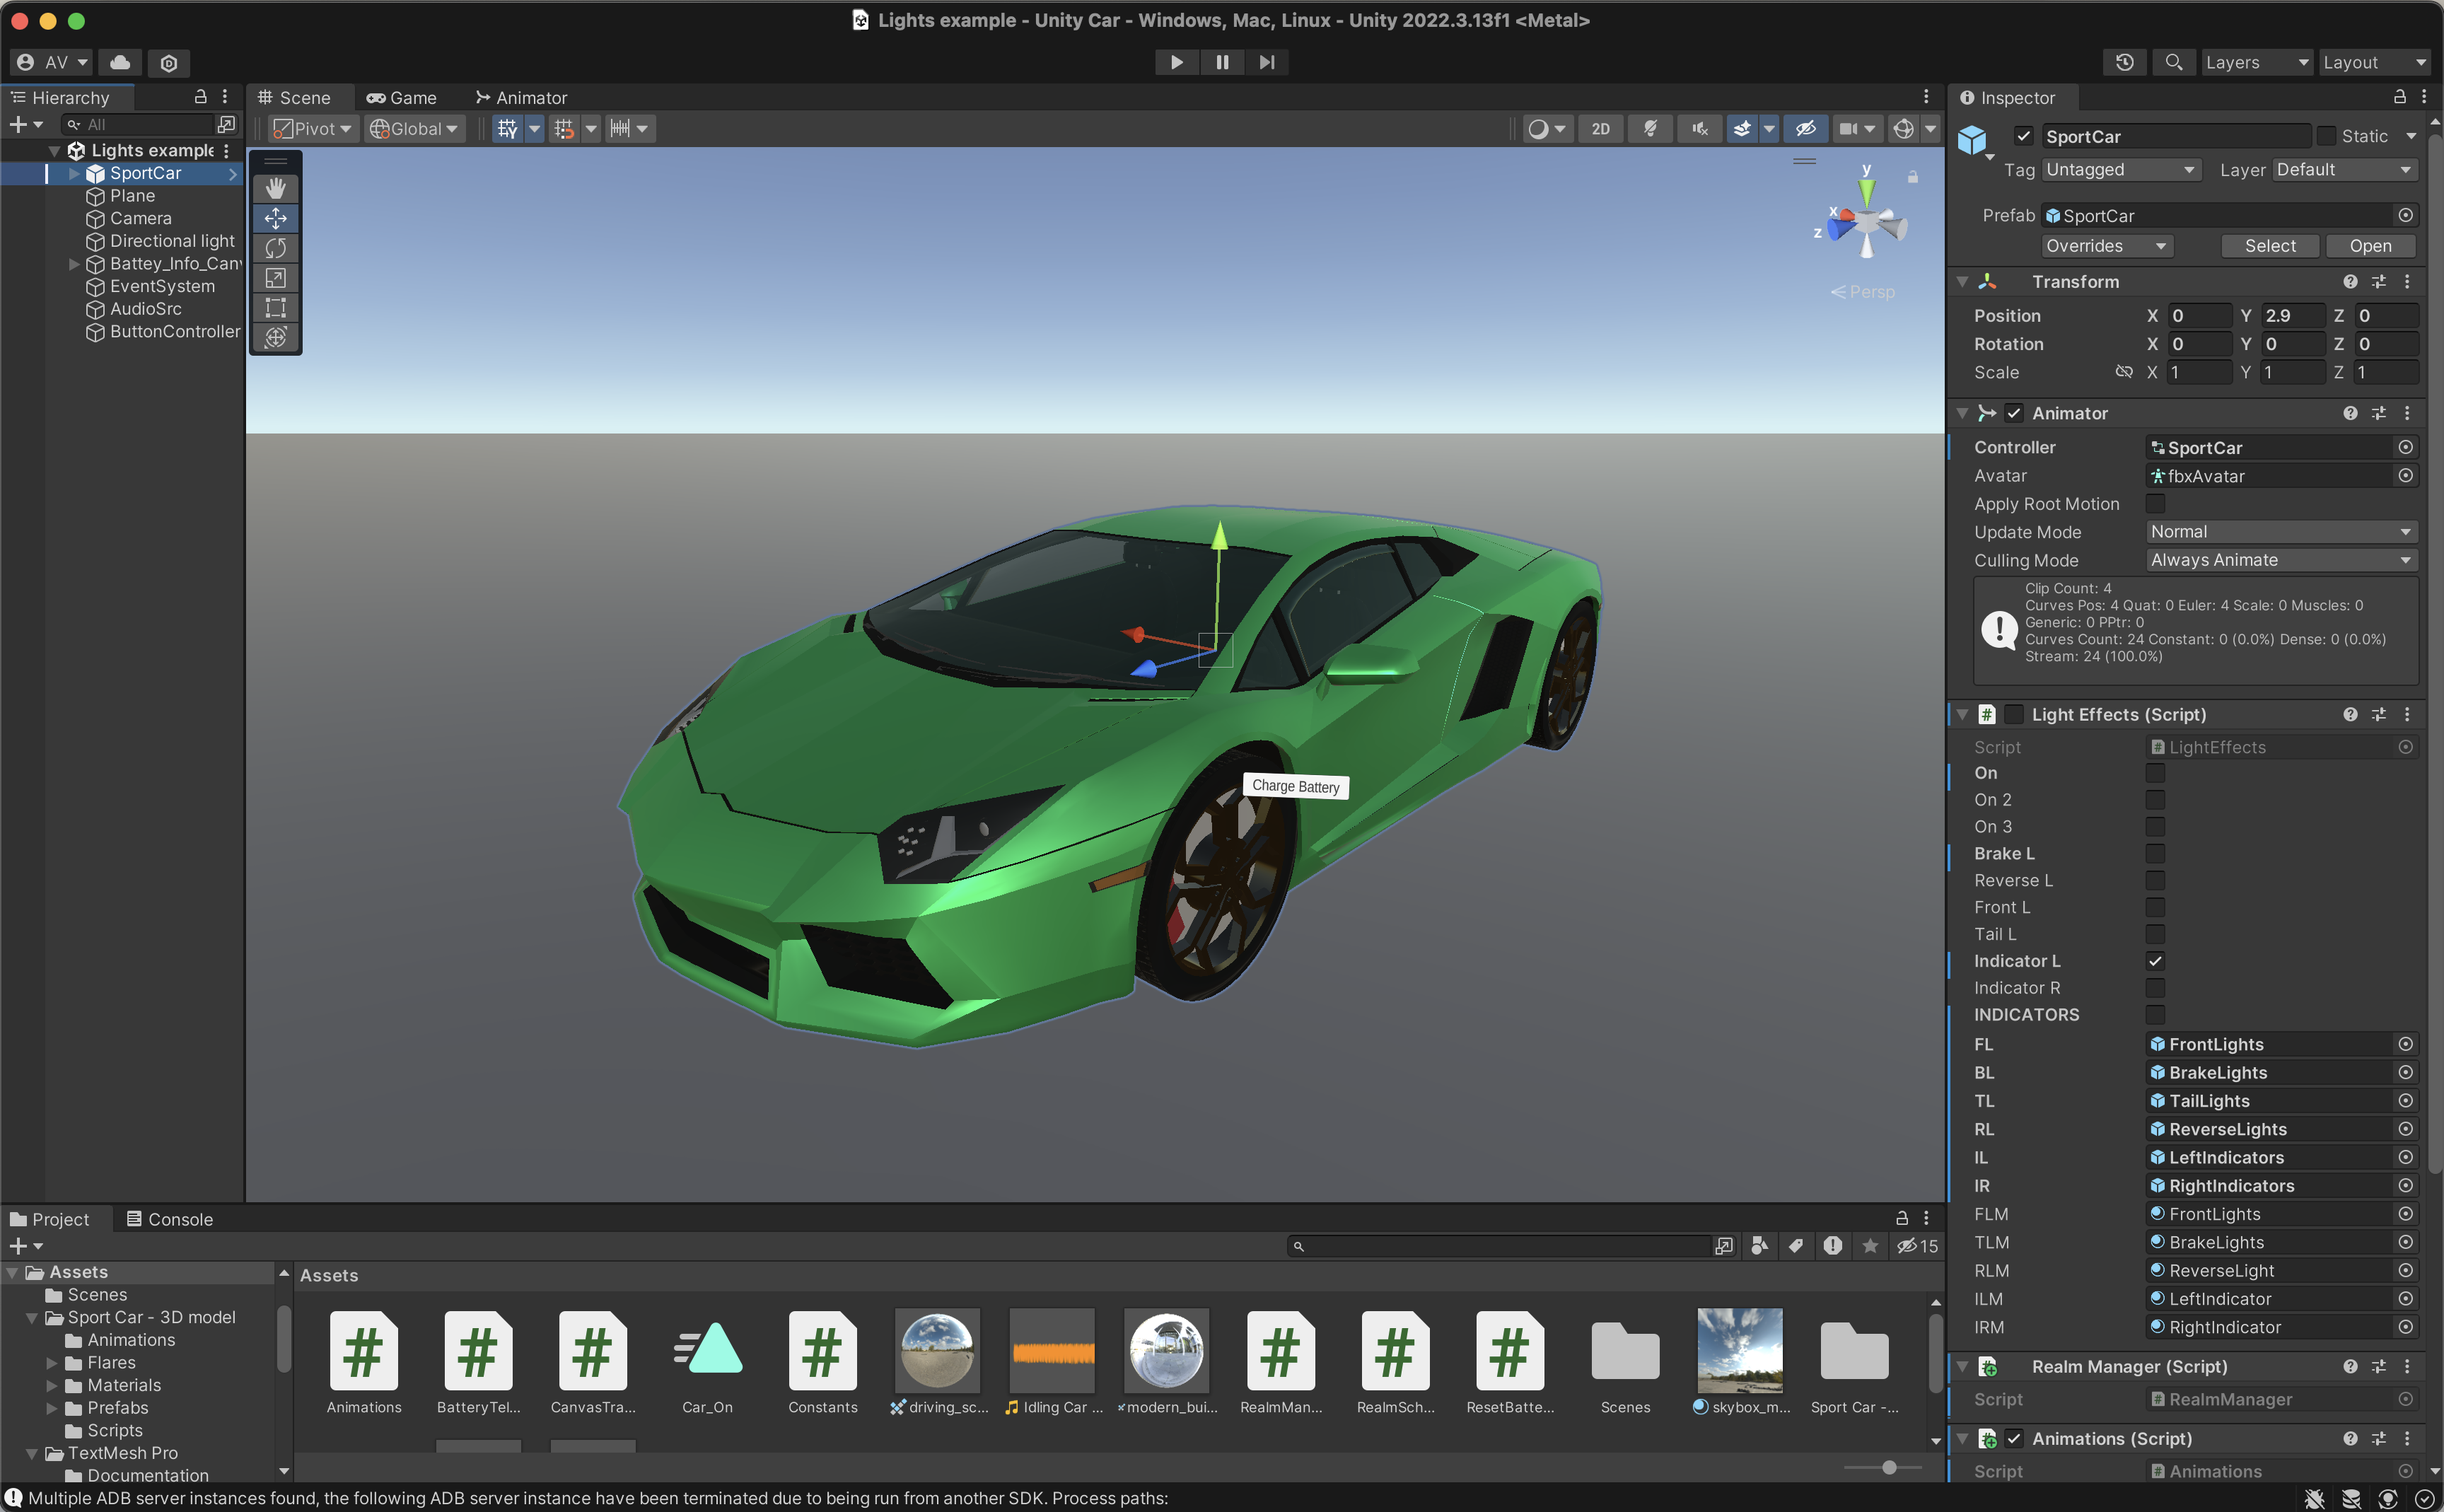 Lights example - Unity Car - Windows, Mac, Linux - Unity 2022.3.13f1 <Metal>
AV
Layers
Layout
Hierarchy
All
Lights example
SportCar
Plane
Camera
Directional light
Battey_Info_Can
EventSystem
AudioSrc
ButtonController
Scene
Game
Animator
Pivot
Global
2D
y
x
z
Persp
Charge Battery
Inspector
SportCar
Static
Tag
Untagged
Layer
Default
Prefab
SportCar
Overrides
Select
Open
Transform
Position X 0 Y 2.9 Z 0
Rotation X 0 Y 0 Z 0
Scale X 1 Y 1 Z 1
Animator
Controller SportCar
Avatar fbxAvatar
Apply Root Motion
Update Mode Normal
Culling Mode Always Animate
Clip Count: 4
Curves Pos: 4 Quat: 0 Euler: 4 Scale: 0 Muscles: 0
Generic: 0 PPtr: 0
Curves Count: 24 Constant: 0 (0.0%) Dense: 0 (0.0%)
Stream: 24 (100.0%)
# Light Effects (Script)
Script # LightEffects
On
On 2
On 3
Brake L
Reverse L
Front L
Tail L
Indicator L
Indicator R
INDICATORS
FL FrontLights
BL BrakeLights
TL TailLights
RL ReverseLights
IL LeftIndicators
IR RightIndicators
FLM FrontLights
TLM BrakeLights
RLM ReverseLight
ILM LeftIndicator
IRM RightIndicator
# Realm Manager (Script)
Script # RealmManager
# Animations (Script)
Script # Animations
Project
Console
15
Assets
Scenes
Sport Car - 3D model
Animations
Flares
Materials
Prefabs
Scripts
TextMesh Pro
Documentation
Assets
# # # # # # #
Animations
BatteryTel...
CanvasTra...
Car_On
Constants
driving_sc...
Idling Car ...
modern_bui...
RealmMan...
RealmSch...
ResetBatte...
Scenes
skybox_m...
Sport Car -...
Multiple ADB server instances found, the following ADB server instance have been terminated due to being run from another SDK. Process paths: